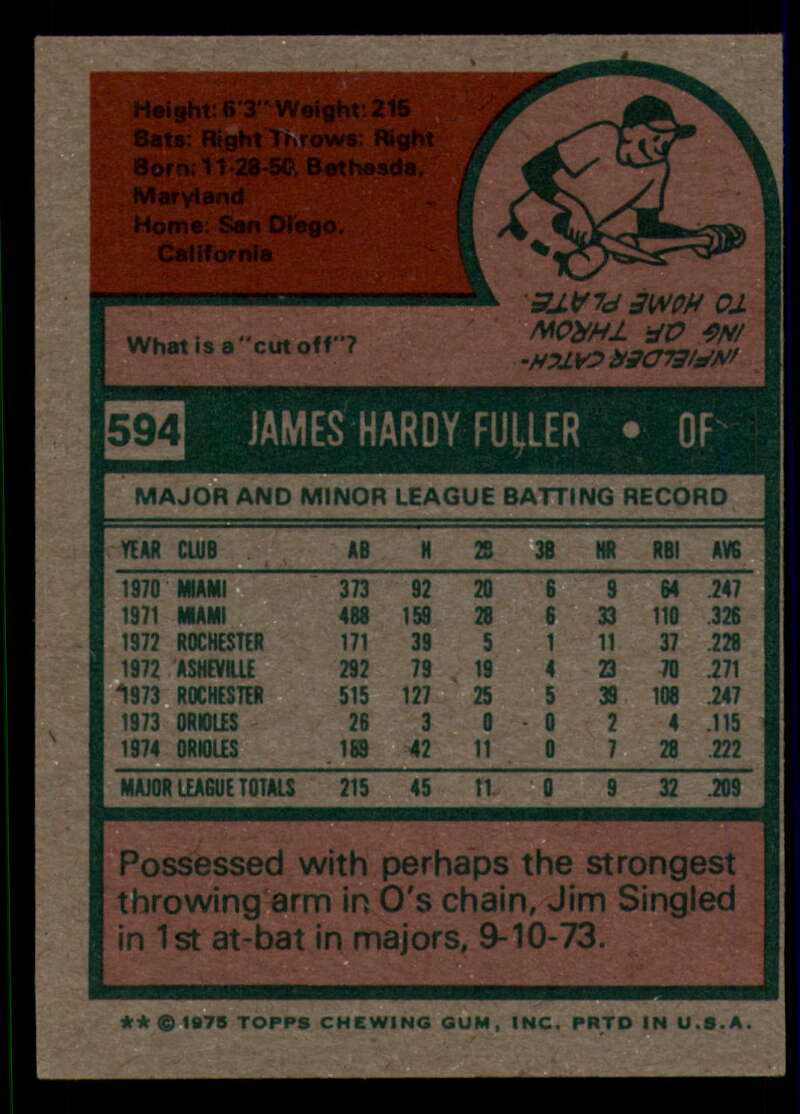 Height: 6'3" Weight: 215
Bats: Right Throws: Right
Born: 11-28-50, Bethesda,
Maryland
Home: San Diego,
California
What is a "cut off"?
INFIELDER CATCH-
ING OF THROW
TO HOME PLATE
594 JAMES HARDY FULLER • OF
MAJOR AND MINOR LEAGUE BATTING RECORD
YEAR CLUB AB H 2B 3B HR RBI AVG
1970 MIAMI 373 92 20 6 9 64 .247
1971 MIAMI 488 159 28 6 33 110 .326
1972 ROCHESTER 171 39 5 1 11 37 .228
1972 ASHEVILLE 292 79 19 4 23 70 .271
1973 ROCHESTER 515 127 25 5 39 108 .247
1973 ORIOLES 26 3 0 0 2 4 .115
1974 ORIOLES 189 42 11 0 7 28 .222
MAJOR LEAGUE TOTALS 215 45 11 0 9 32 .209
Possessed with perhaps the strongest
throwing arm in O's chain, Jim Singled
in 1st at-bat in majors, 9-10-73.
** © 1975 TOPPS CHEWING GUM, INC. PRTD IN U.S.A.